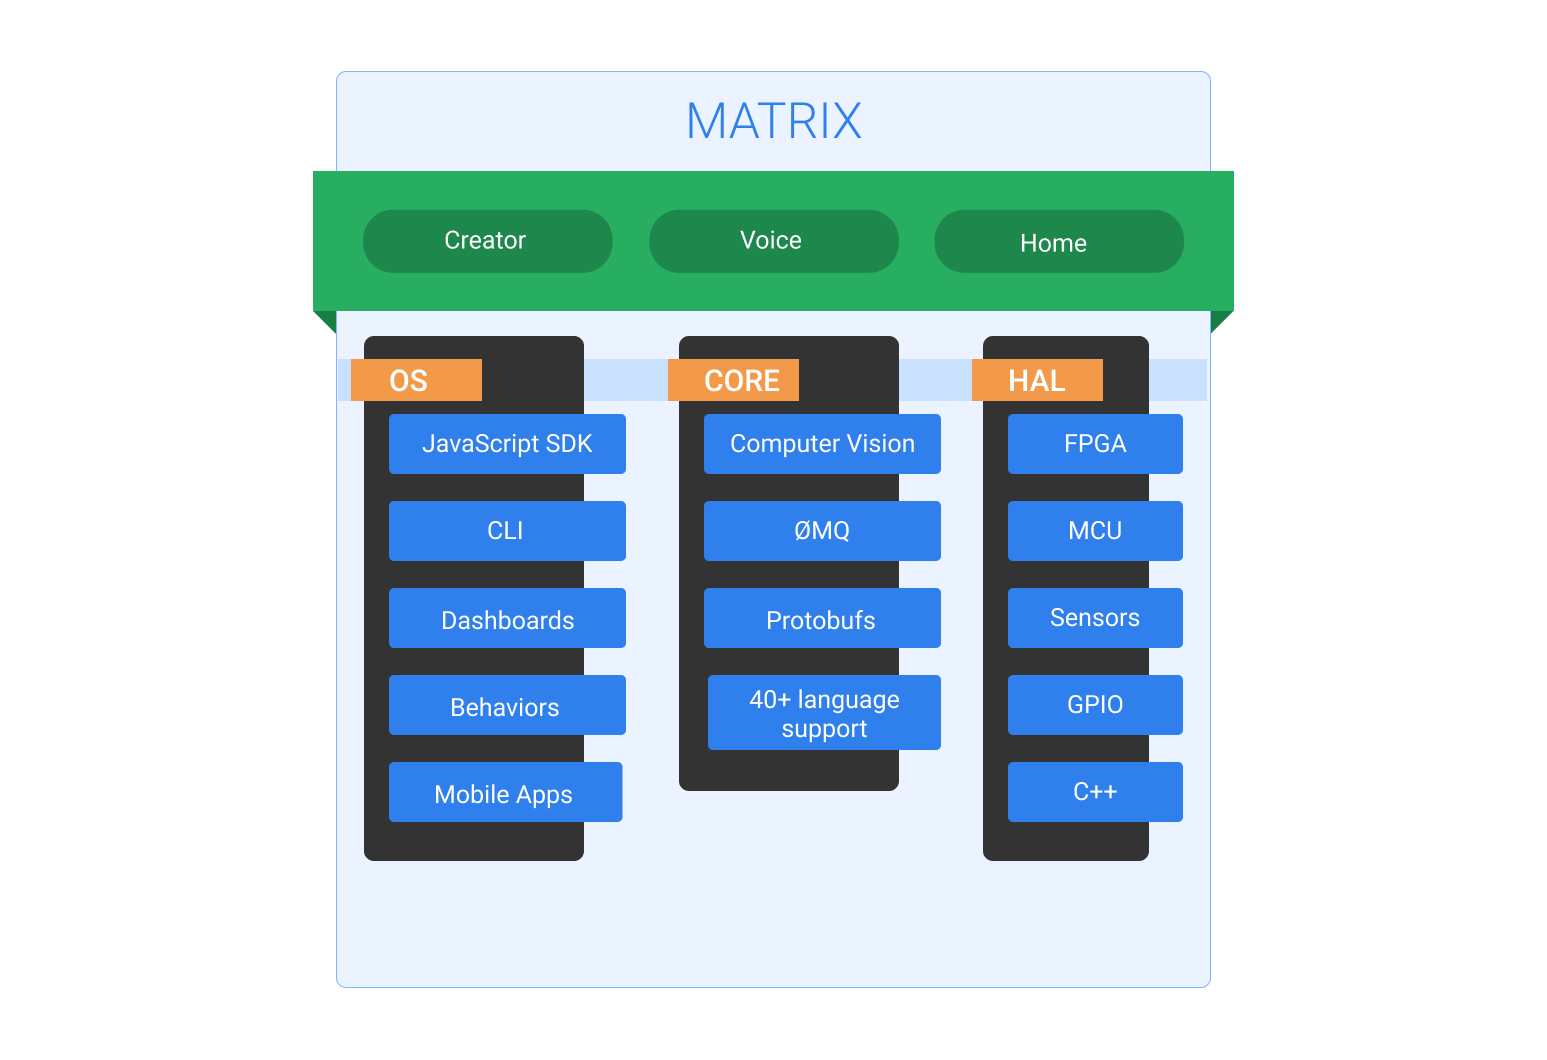 MATRIX
Creator
Voice
Home
OS
CORE
HAL
JavaScript SDK
Computer Vision
FPGA
CLI
ØMQ
MCU
Dashboards
Protobufs
Sensors
Behaviors
40+ language
support
GPIO
Mobile Apps
C++